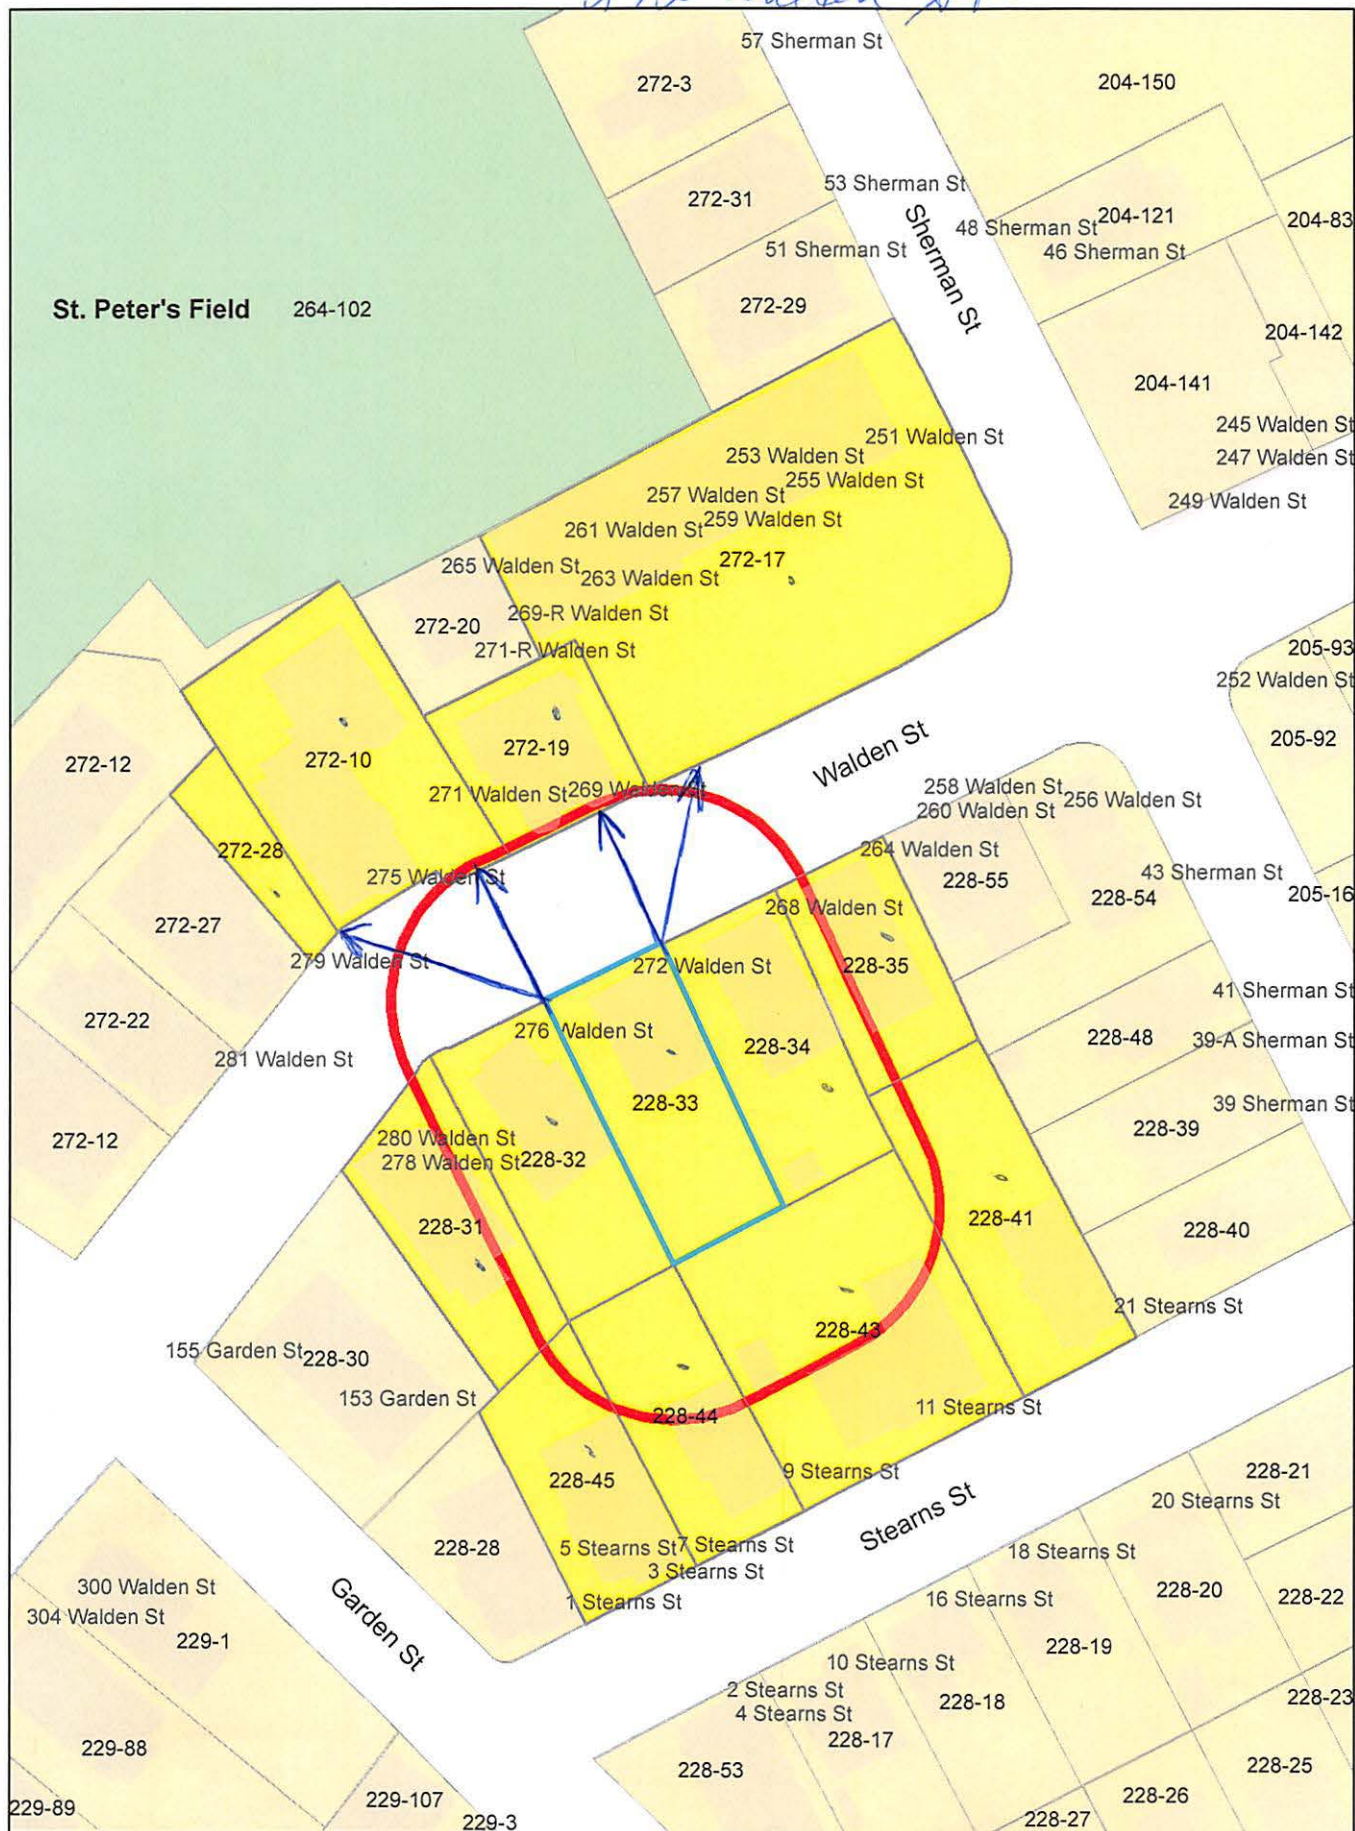 Walden St
57 Sherman St
272-3
204-150
272-31
53 Sherman St
Sherman St
48 Sherman St
204-121
204-83
51 Sherman St
46 Sherman St
St. Peter's Field 264-102
272-29
204-142
204-141
245 Walden St
251 Walden St
253 Walden St
247 Walden St
255 Walden St
257 Walden St
249 Walden St
259 Walden St
261 Walden St
272-17
265 Walden St
263 Walden St
269-R Walden St
272-20
271-R Walden St
205-93
252 Walden St
205-92
272-19
272-10
272-12
Walden St
271 Walden St
269 Walden St
258 Walden St
256 Walden St
260 Walden St
272-28
264 Walden St
275 Walden St
228-55
43 Sherman St
228-54
205-16
268 Walden St
272-27
279 Walden St
272 Walden St
228-35
41 Sherman St
272-22
276 Walden St
228-34
228-48
39-A Sherman St
281 Walden St
228-33
39 Sherman St
272-12
280 Walden St
228-39
278 Walden St
228-32
228-31
228-41
228-40
21 Stearns St
228-43
155 Garden St
228-30
153 Garden St
228-44
11 Stearns St
228-45
9 Stearns St
228-21
20 Stearns St
Stearns St
228-28
5 Stearns St
7 Stearns St
3 Stearns St
18 Stearns St
1 Stearns St
16 Stearns St
228-20
228-22
300 Walden St
304 Walden St
229-1
Garden St
228-19
10 Stearns St
2 Stearns St
228-18
228-23
4 Stearns St
228-17
229-88
228-53
228-25
228-26
229-89
229-107
229-3
228-27